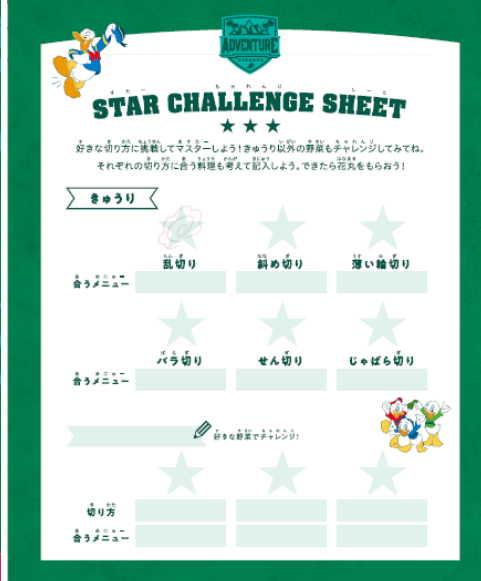 ADVENTURE
STAR CHALLENGE SHEET
好きな切り方に挑戦してマスターしよう！きゅうり以外の野菜もチャレンジしてみてね。
それぞれの切り方に合う料理も考えて記入しよう。できたら花丸をもらおう！
きゅうり
乱切り 斜め切り 薄い輪切り
合うメニュー
バラ切り せん切り じゃばら切り
合うメニュー
好きな野菜でチャレンジ！
切り方
合うメニュー